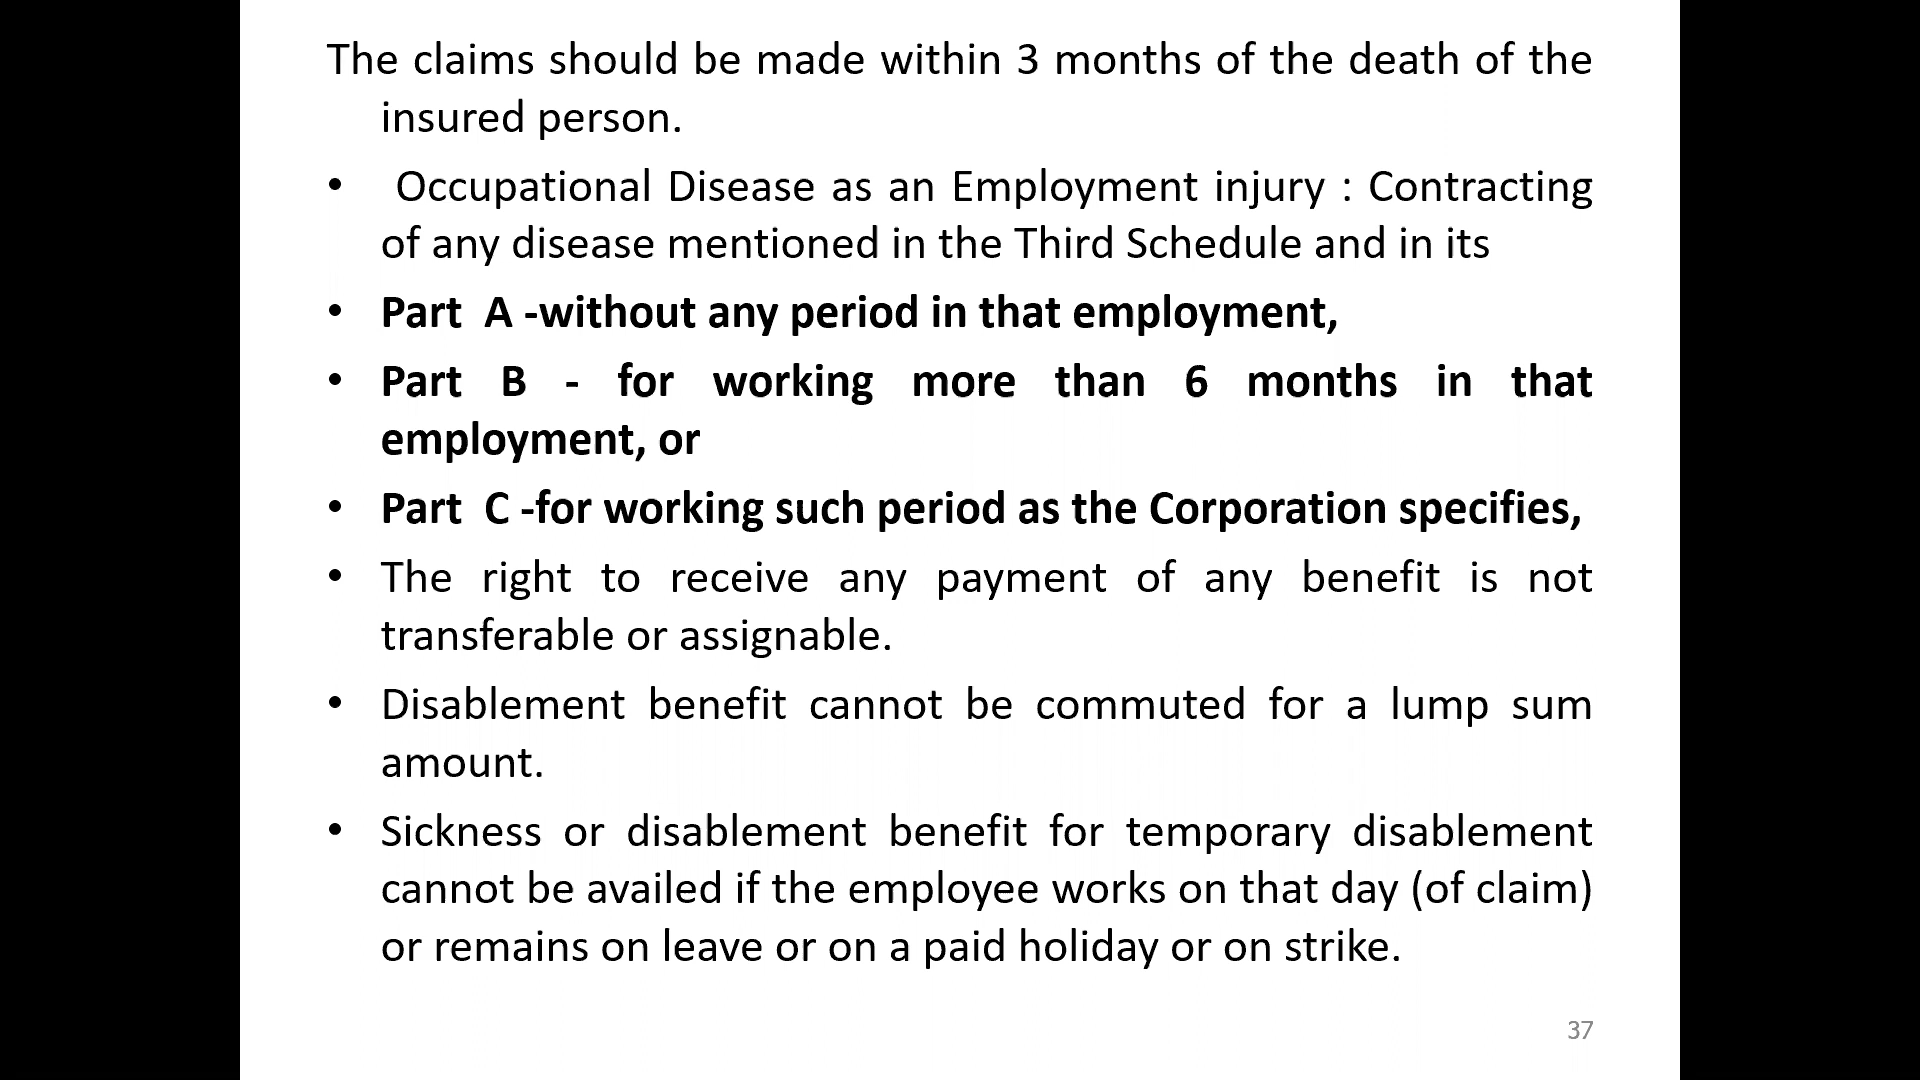 The claims should be made within 3 months of the death of the
insured person.
• Occupational Disease as an Employment injury : Contracting
of any disease mentioned in the Third Schedule and in its
• Part A -without any period in that employment,
• Part B - for working more than 6 months in that
employment, or
• Part C -for working such period as the Corporation specifies,
• The right to receive any payment of any benefit is not
transferable or assignable.
• Disablement benefit cannot be commuted for a lump sum
amount.
• Sickness or disablement benefit for temporary disablement
cannot be availed if the employee works on that day (of claim)
or remains on leave or on a paid holiday or on strike.
37